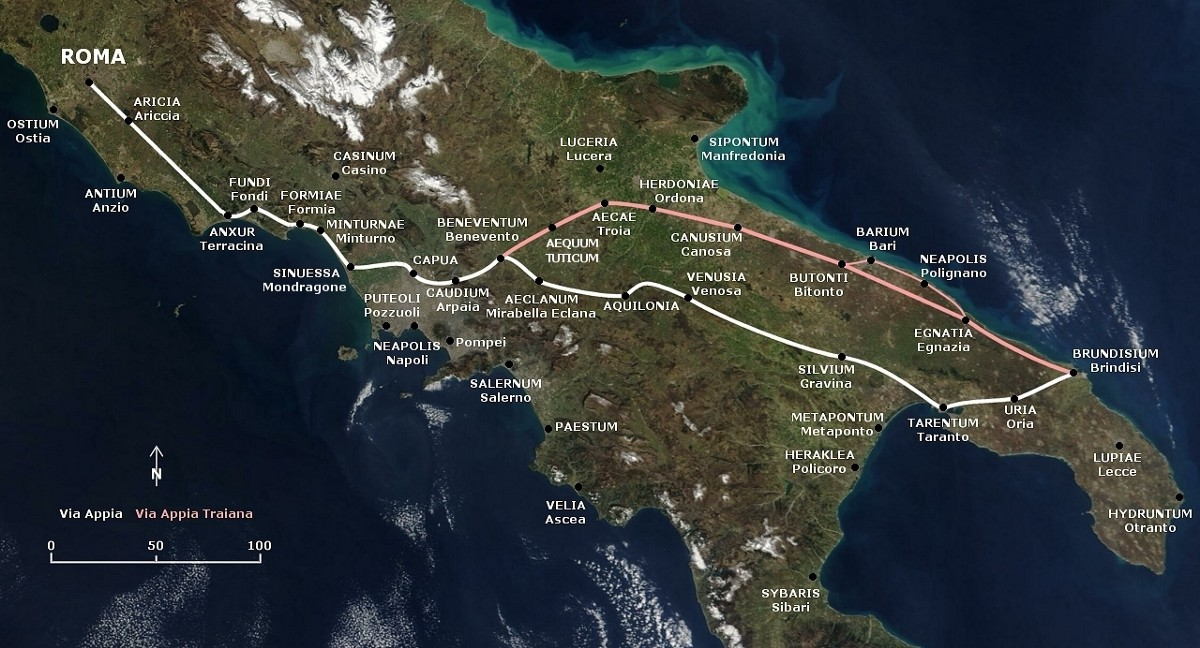 ROMA
ARICIA
Ariccia
OSTIUM
Ostia
ANTIUM
Anzio
CASINUM
Casino
FUNDI
Fondi
FORMIAE
Formia
ANXUR
Terracina
MINTURNAE
Minturno
SINUESSA
Mondragone
CAPUA
BENEVENTUM
Benevento
CAUDIUM
Arpaia
PUTEOLI
Pozzuoli
NEAPOLIS
Napoli
Pompei
SALERNUM
Salerno
PAESTUM
VELIA
Ascea
LUCERIA
Lucera
SIPONTUM
Manfredonia
HERDONIAE
Ordona
AECAE
Troia
AEQUUM
TUTICUM
CANUSIUM
Canosa
BARIUM
Bari
NEAPOLIS
Polignano
BUTONTI
Bitonto
EGNATIA
Egnazia
BRUNDISIUM
Brindisi
AECLANUM
Mirabella Eclana
AQUILONIA
VENUSIA
Venosa
SILVIUM
Gravina
METAPONTUM
Metaponto
TARENTUM
Taranto
URIA
Oria
HERAKLEA
Policoro
LUPIAE
Lecce
HYDRUNTUM
Otranto
SYBARIS
Sibari
N
Via Appia Via Appia Traiana
0 50 100